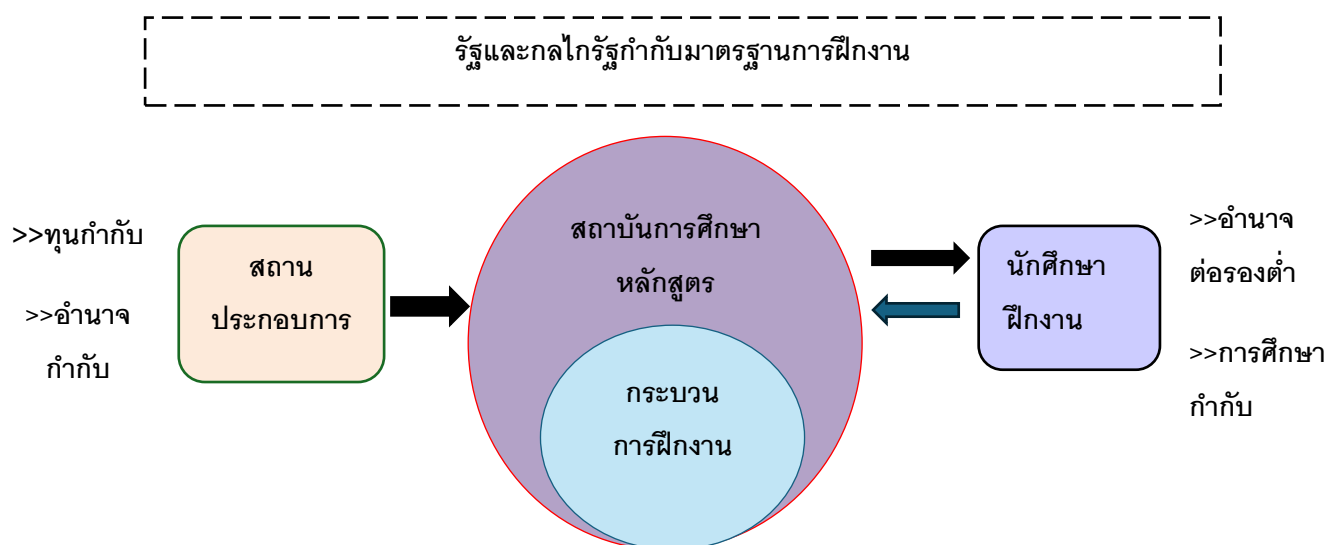 รัฐและกลไกรัฐกำกับมาตรฐานการฝึกงาน
>>ทุนกำกับ
>>อำนาจ
กำกับ
สถาน
ประกอบการ
สถาบันการศึกษา
หลักสูตร
กระบวน
การฝึกงาน
นักศึกษา
ฝึกงาน
>>อำนาจ
ต่อรองต่ำ
>>การศึกษา
กำกับ